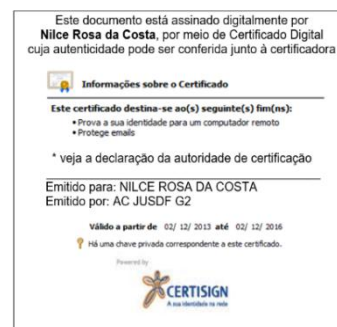 Este documento está assinado digitalmente por
Nilce Rosa da Costa, por meio de Certificado Digital
cuja autenticidade pode ser conferida junto à certificadora
Informações sobre o Certificado
Este certificado destina-se ao(s) seguinte(s) fim(ns):
• Prova a sua identidade para um computador remoto
• Protege emails
* veja a declaração da autoridade de certificação
Emitido para: NILCE ROSA DA COSTA
Emitido por: AC JUSDF G2
Válido a partir de 02/ 12/ 2013 até 02/ 12/ 2016
Há uma chave privada correspondente a este certificado.
Powered by
CERTISIGN
A sua identidade na rede